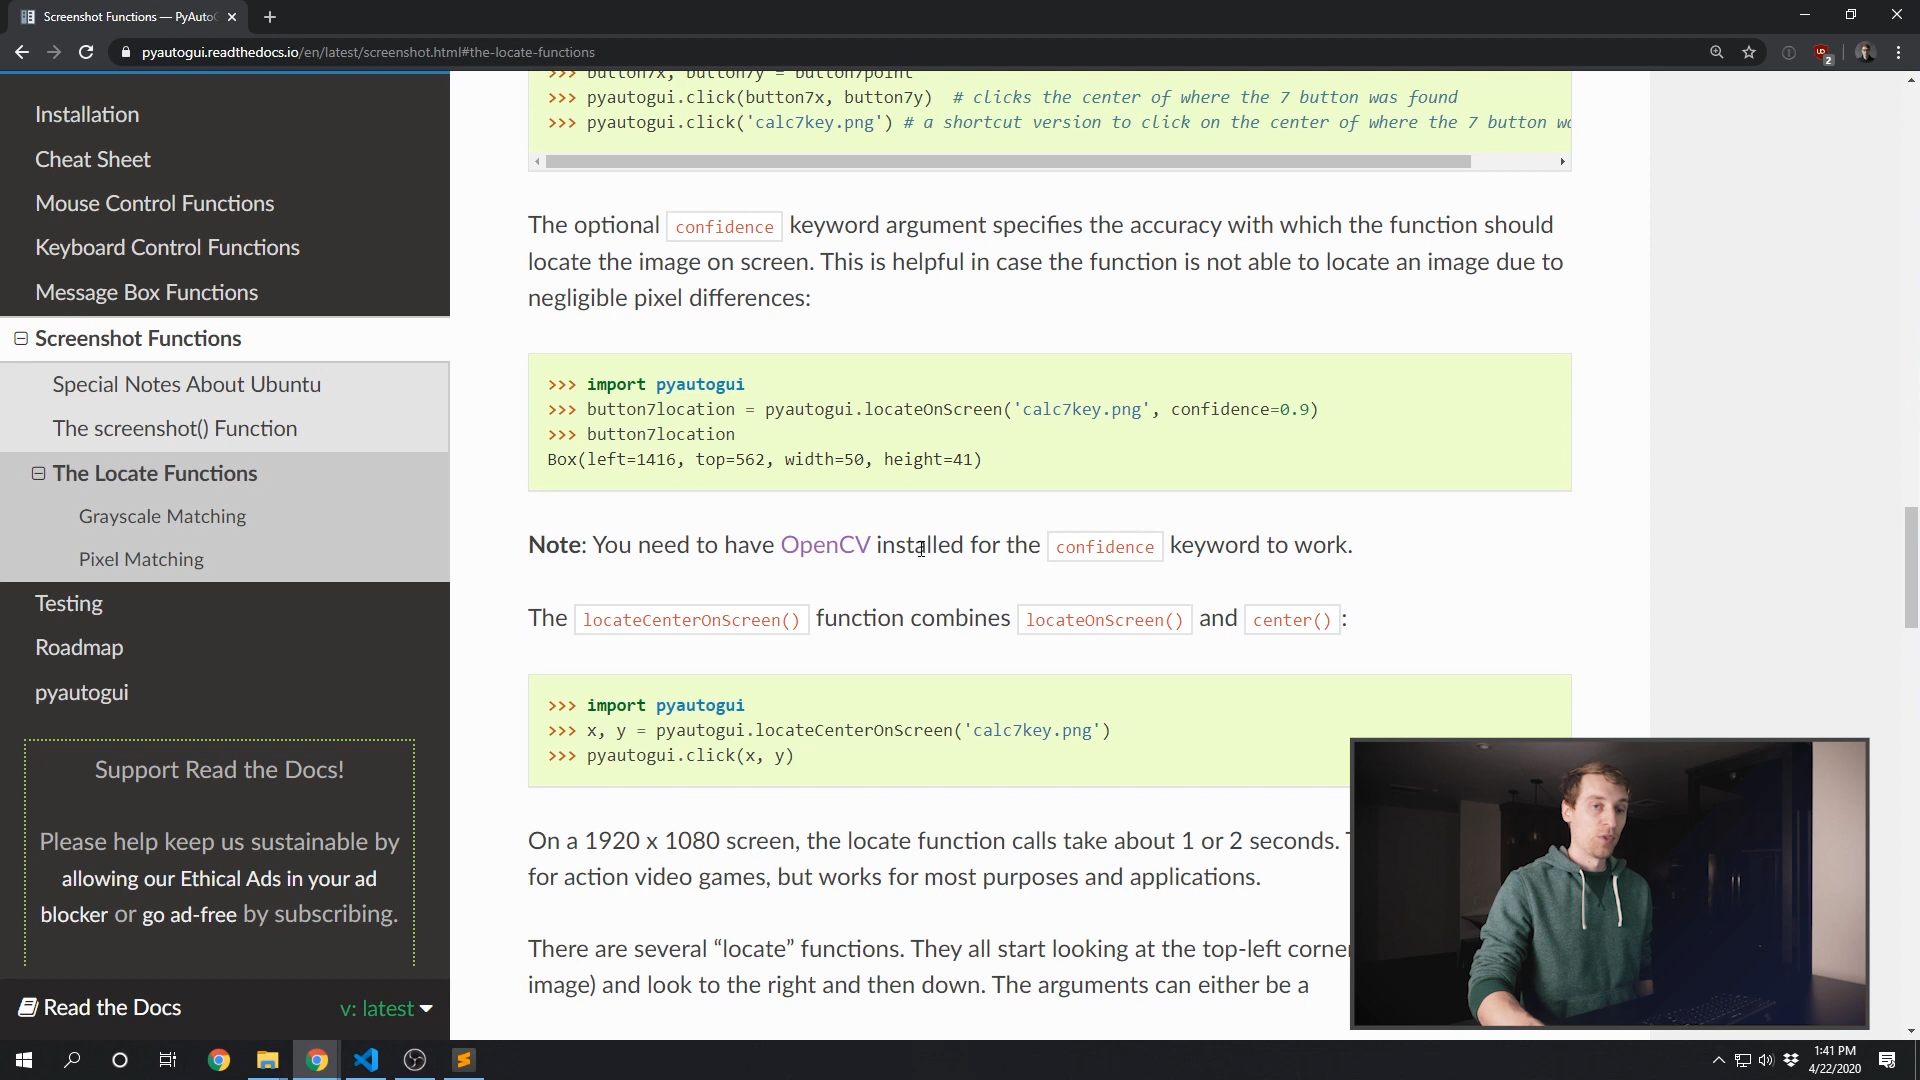 Screenshot Functions — PyAuto
pyautogui.readthedocs.io/en/latest/screenshot.html#the-locate-functions
2
Installation
Cheat Sheet
Mouse Control Functions
Keyboard Control Functions
Message Box Functions
Screenshot Functions
Special Notes About Ubuntu
The screenshot() Function
The Locate Functions
Grayscale Matching
Pixel Matching
Testing
Roadmap
pyautogui
Support Read the Docs!
Please help keep us sustainable by
allowing our Ethical Ads in your ad
blocker or go ad-free by subscribing.
Read the Docs
v: latest
>>> button7x, button7y = button7point
>>> pyautogui.click(button7x, button7y)  # clicks the center of where the 7 button was found
>>> pyautogui.click('calc7key.png') # a shortcut version to click on the center of where the 7 button
The optional confidence keyword argument specifies the accuracy with which the function should
locate the image on screen. This is helpful in case the function is not able to locate an image due to
negligible pixel differences:
>>> import pyautogui
>>> button7location = pyautogui.locateOnScreen('calc7key.png', confidence=0.9)
>>> button7location
Box(left=1416, top=562, width=50, height=41)
Note: You need to have OpenCV installed for the confidence keyword to work.
The locateCenterOnScreen() function combines locateOnScreen() and center() :
>>> import pyautogui
>>> x, y = pyautogui.locateCenterOnScreen('calc7key.png')
>>> pyautogui.click(x, y)
On a 1920 x 1080 screen, the locate function calls take about 1 or 2 seconds.
for action video games, but works for most purposes and applications.
There are several “locate” functions. They all start looking at the top-left corner
image) and look to the right and then down. The arguments can either be a
1:41 PM
4/22/2020